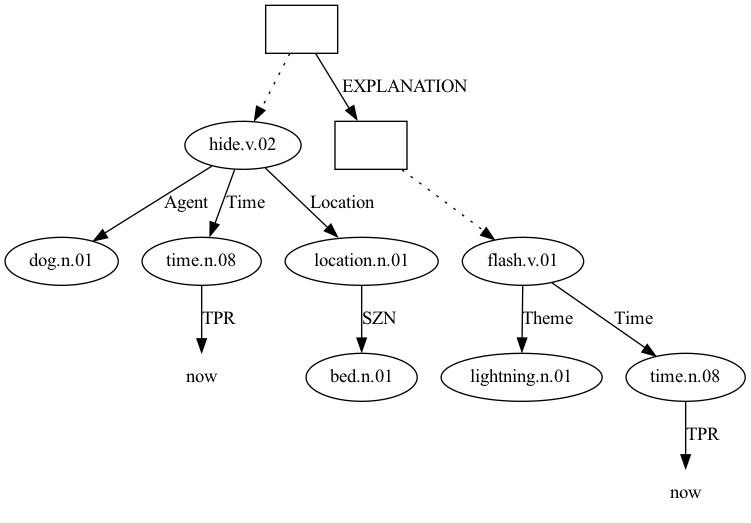 EXPLANATION
hide.v.02
Agent Time Location
dog.n.01 time.n.08 location.n.01 flash.v.01
TPR SZN Theme Time
now bed.n.01 lightning.n.01 time.n.08
TPR
now